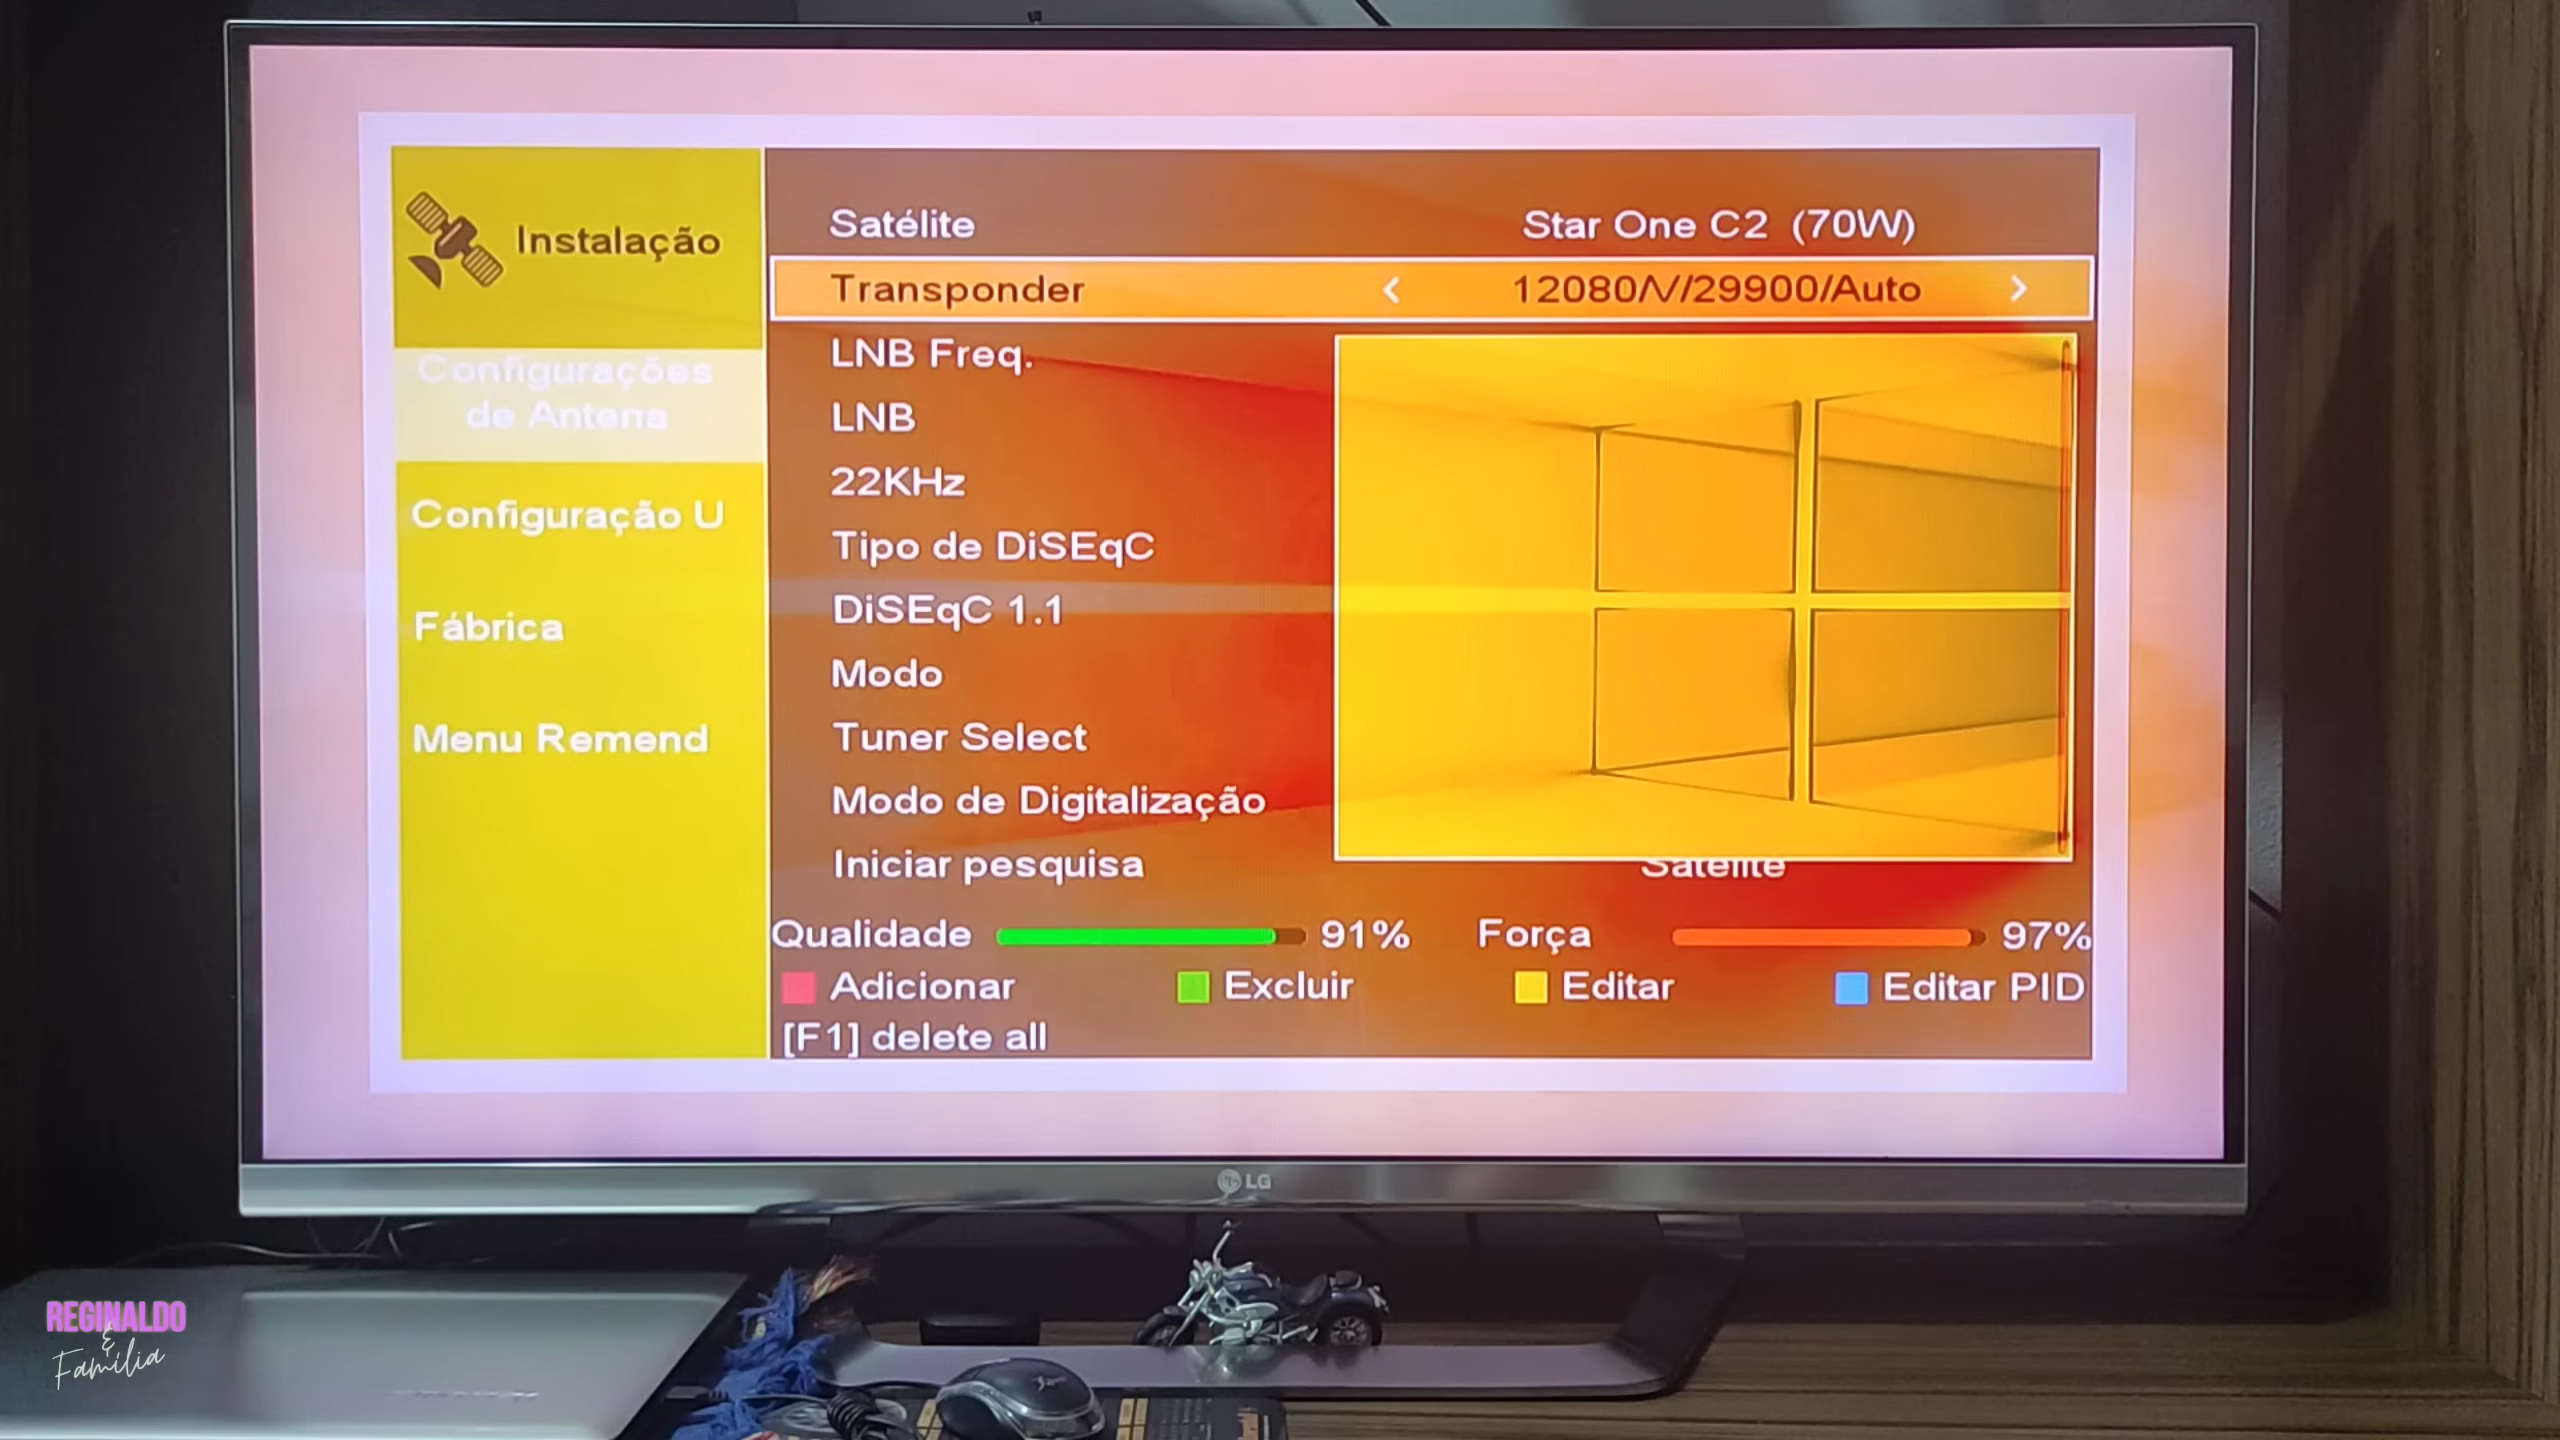 Instalação
Configurações
de Antena
Configuração U
Fábrica
Menu Remend
Satélite Star One C2 (70W)
Transponder < 12080/V/29900/Auto >
LNB Freq.
LNB
22KHz
Tipo de DiSEqC
DiSEqC 1.1
Modo
Tuner Select
Modo de Digitalização
Iniciar pesquisa Satélite
Qualidade 91% Força 97%
Adicionar Excluir Editar Editar PID
[F1] delete all
LG
REGINALDO
&
Família